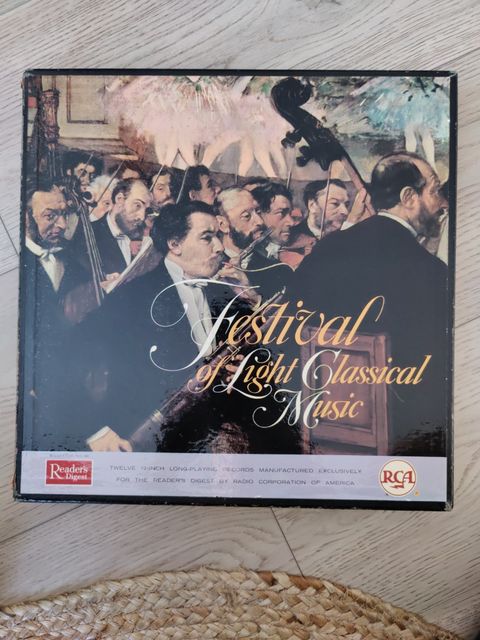 Festival
of Light Classical
Music
Reader's
Digest
TWELVE 12-INCH LONG-PLAYING RECORDS MANUFACTURED EXCLUSIVELY
FOR THE READER'S DIGEST BY RADIO CORPORATION OF AMERICA
RCA